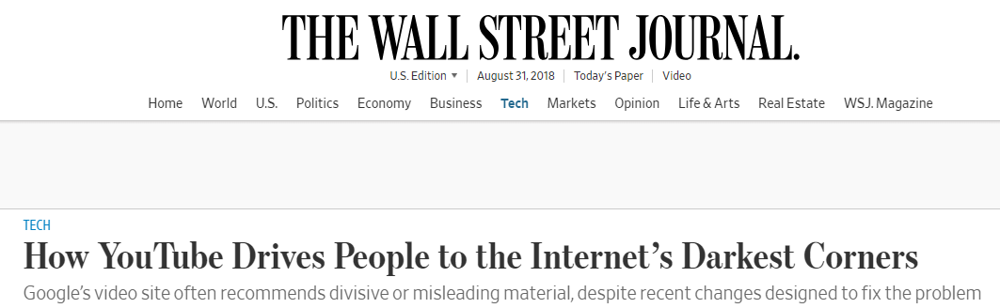 THE WALL STREET JOURNAL.
U.S. Edition ▼ | August 31, 2018 | Today's Paper | Video
Home World U.S. Politics Economy Business Tech Markets Opinion Life & Arts Real Estate WSJ. Magazine
TECH
How YouTube Drives People to the Internet's Darkest Corners
Google's video site often recommends divisive or misleading material, despite recent changes designed to fix the problem